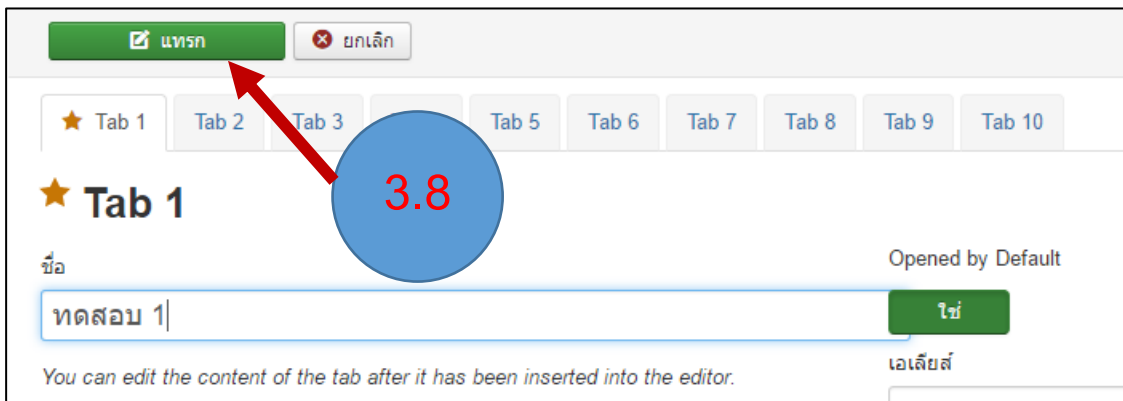 แทรก ยกเลิก
Tab 1 Tab 2 Tab 3 Tab 5 Tab 6 Tab 7 Tab 8 Tab 9 Tab 10
Tab 1
3.8
ชื่อ
Opened by Default
ทดสอบ 1
ใช่
You can edit the content of the tab after it has been inserted into the editor.
เอเลียส์